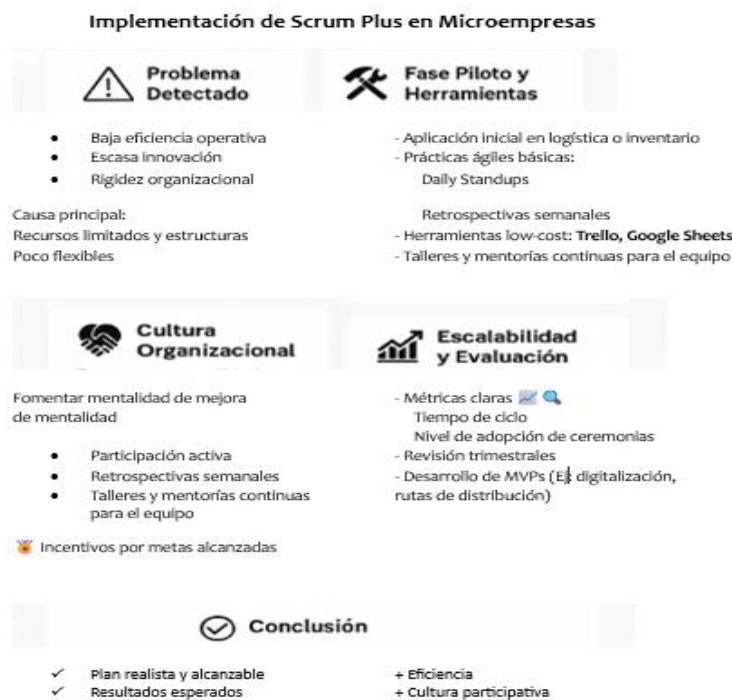 Implementación de Scrum Plus en Microempresas
Problema
Detectado
• Baja eficiencia operativa
• Escasa innovación
• Rigidez organizacional
Causa principal:
Recursos limitados y estructuras
Poco flexibles
Fase Piloto y
Herramientas
- Aplicación inicial en logística o inventario
- Prácticas ágiles básicas:
Daily Standups
Retrospectivas semanales
- Herramientas low-cost: Trello, Google Sheets
- Talleres y mentorías continuas para el equipo
Cultura
Organizacional
Fomentar mentalidad de mejora
de mentalidad
• Participación activa
• Retrospectivas semanales
• Talleres y mentorías continuas
para el equipo
🏅 Incentivos por metas alcanzadas
Escalabilidad
y Evaluación
- Métricas claras 📈 🔍
Tiempo de ciclo
Nivel de adopción de ceremonias
- Revisión trimestrales
- Desarrollo de MVPs (Ej: digitalización,
rutas de distribución)
Conclusión
✓ Plan realista y alcanzable
✓ Resultados esperados
+ Eficiencia
+ Cultura participativa